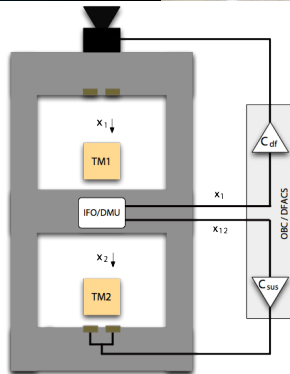 x1
TM1
Cdf
x1
IFO/DMU
OBC / DFACS
x12
x2
TM2
Csus